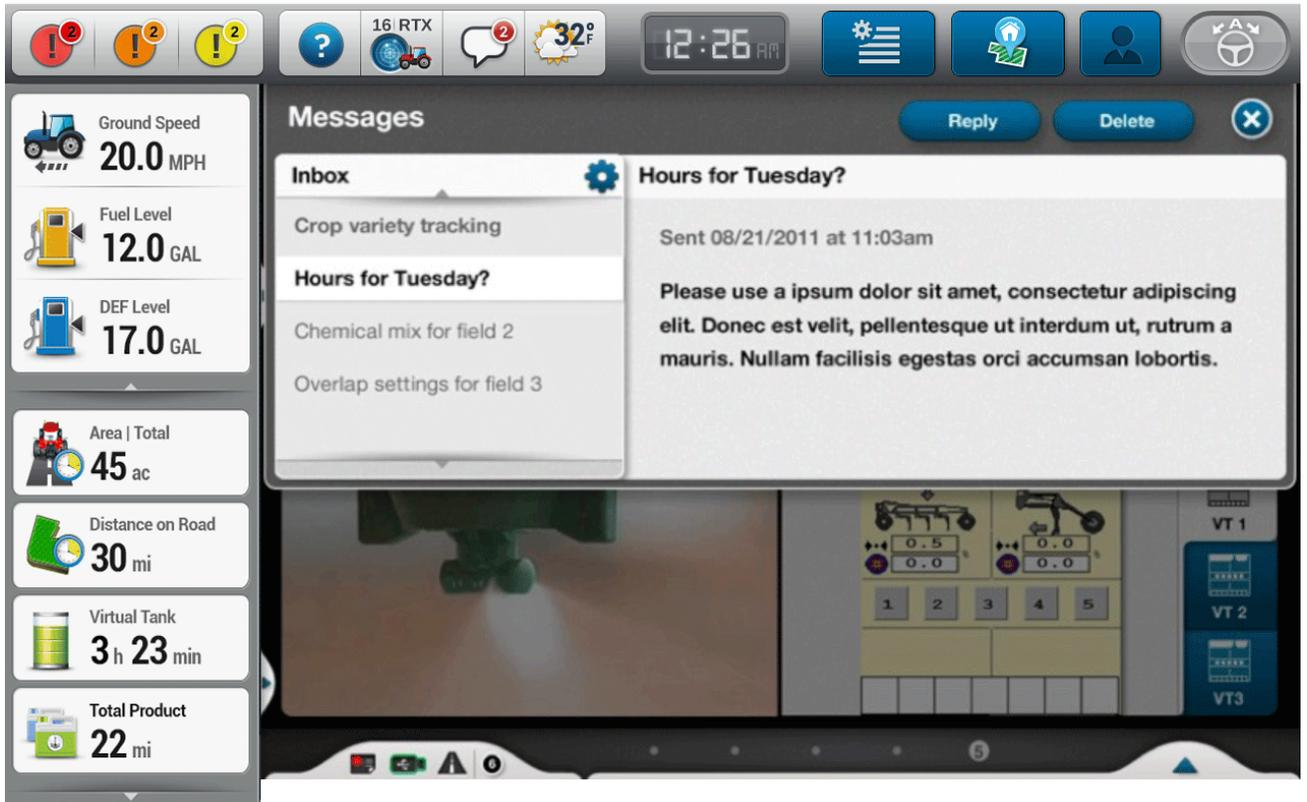 2
2
2
?
16 RTX
2
32°F
12:26 AM
A
Ground Speed
20.0 MPH
Fuel Level
12.0 GAL
DEF Level
17.0 GAL
Area | Total
45 ac
Distance on Road
30 mi
Virtual Tank
3 h 23 min
Total Product
22 mi
Messages
Reply
Delete
Inbox
Crop variety tracking
Hours for Tuesday?
Chemical mix for field 2
Overlap settings for field 3
Hours for Tuesday?
Sent 08/21/2011 at 11:03am
Please use a ipsum dolor sit amet, consectetur adipiscing
elit. Donec est velit, pellentesque ut interdum ut, rutrum a
mauris. Nullam facilisis egestas orci accumsan lobortis.
0.5 0.0
0.0 0.0
1 2 3 4 5
VT 1
VT 2
VT3
5